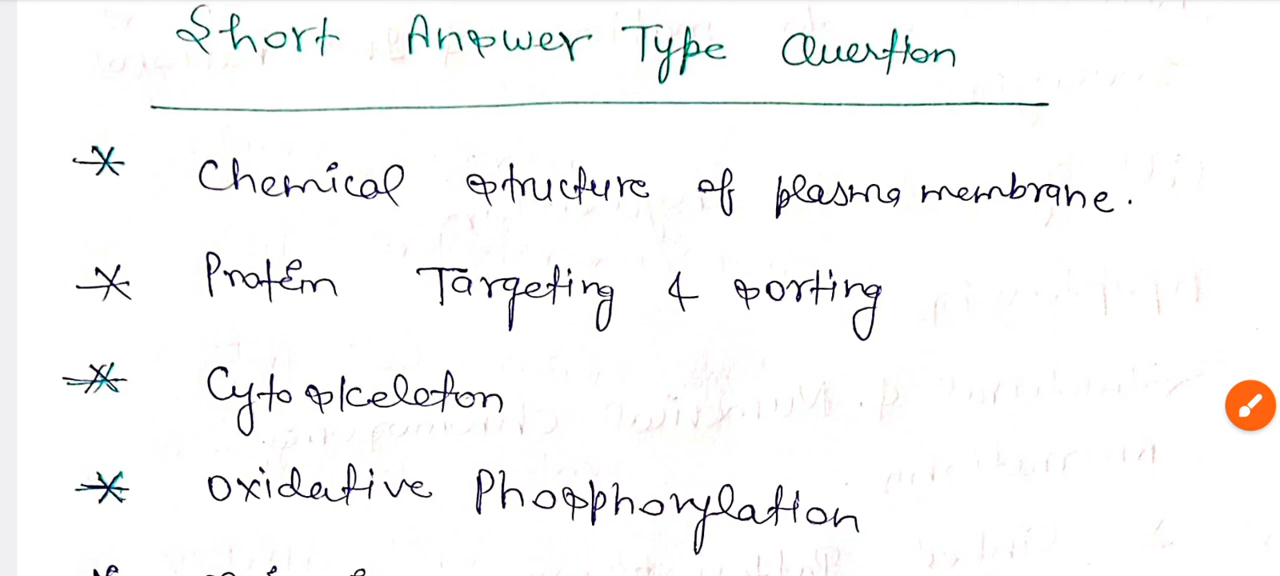 Short Answer Type Question
* Chemical structure of plasma membrane.
* Protein Targeting & sorting
* Cytoskeleton
* Oxidative Phosphorylation